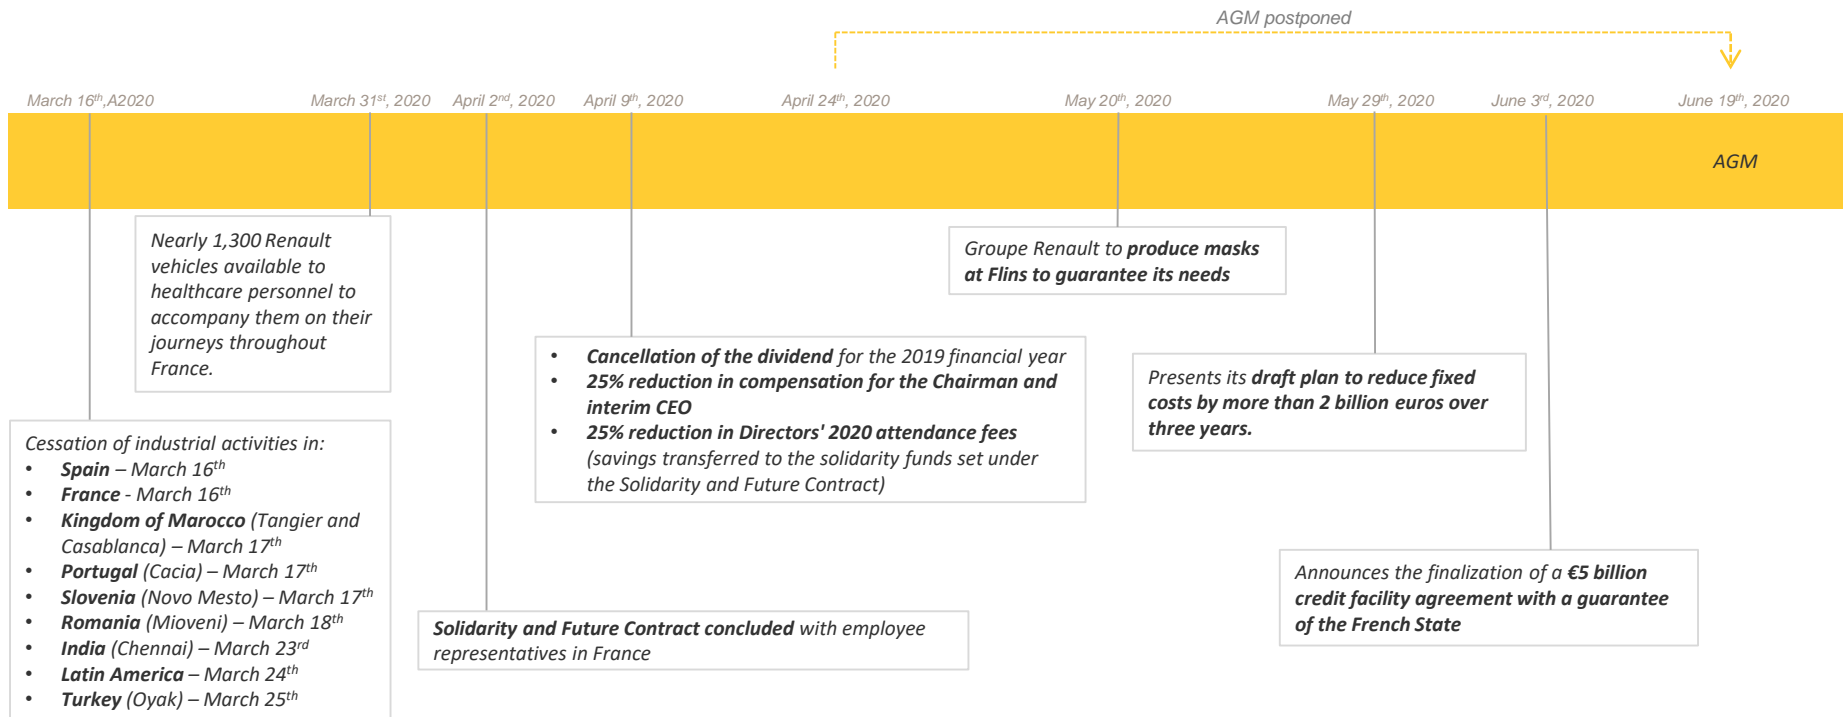 AGM postponed
March 16th,A2020
March 31st, 2020
April 2nd, 2020
April 9th, 2020
April 24th, 2020
May 20th, 2020
May 29th, 2020
June 3rd, 2020
June 19th, 2020
AGM
Nearly 1,300 Renault
vehicles available to
healthcare personnel to
accompany them on their
journeys throughout
France.
Groupe Renault to produce masks
at Flins to guarantee its needs
• Cancellation of the dividend for the 2019 financial year
• 25% reduction in compensation for the Chairman and
interim CEO
• 25% reduction in Directors' 2020 attendance fees
(savings transferred to the solidarity funds set under
the Solidarity and Future Contract)
Presents its draft plan to reduce fixed
costs by more than 2 billion euros over
three years.
Cessation of industrial activities in:
• Spain – March 16th
• France - March 16th
• Kingdom of Marocco (Tangier and
Casablanca) – March 17th
• Portugal (Cacia) – March 17th
• Slovenia (Novo Mesto) – March 17th
• Romania (Mioveni) – March 18th
• India (Chennai) – March 23rd
• Latin America – March 24th
• Turkey (Oyak) – March 25th
Solidarity and Future Contract concluded with employee
representatives in France
Announces the finalization of a €5 billion
credit facility agreement with a guarantee
of the French State